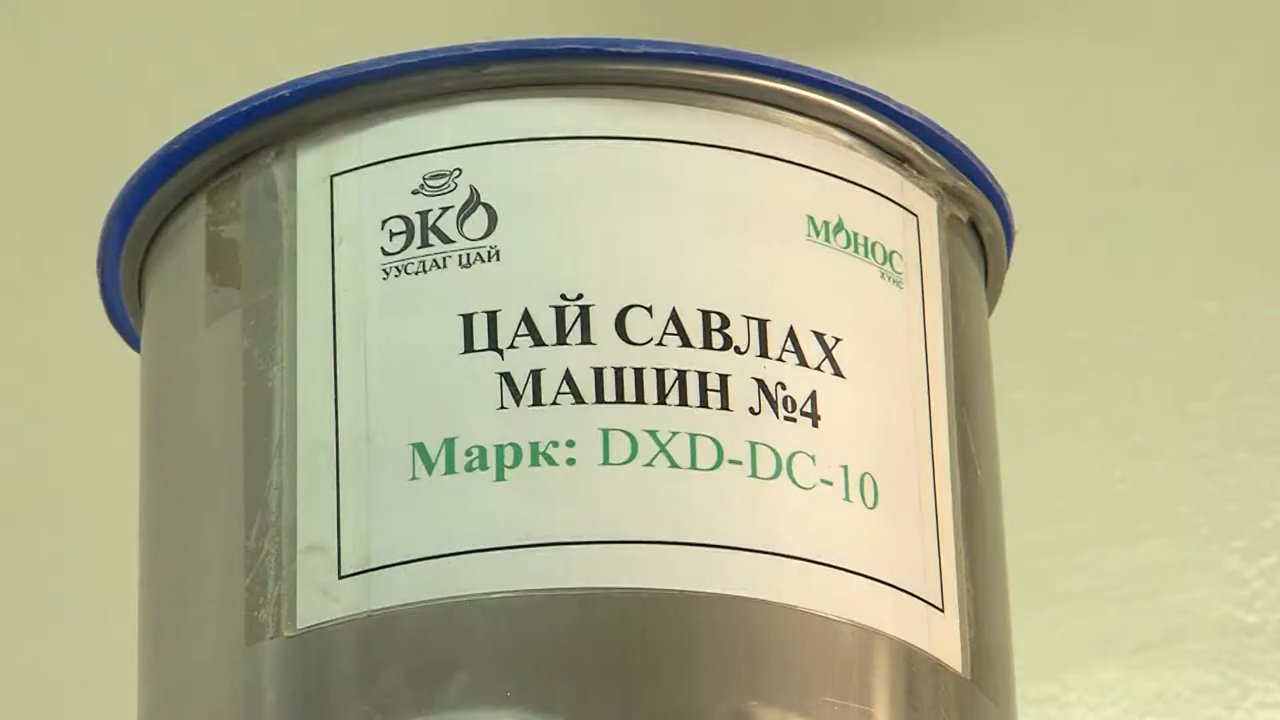 ЭКО
УУСДАГ ЦАЙ
МОНОС
ХҮНС
ЦАЙ САВЛАХ
МАШИН №4
Марк: DXD-DC-10